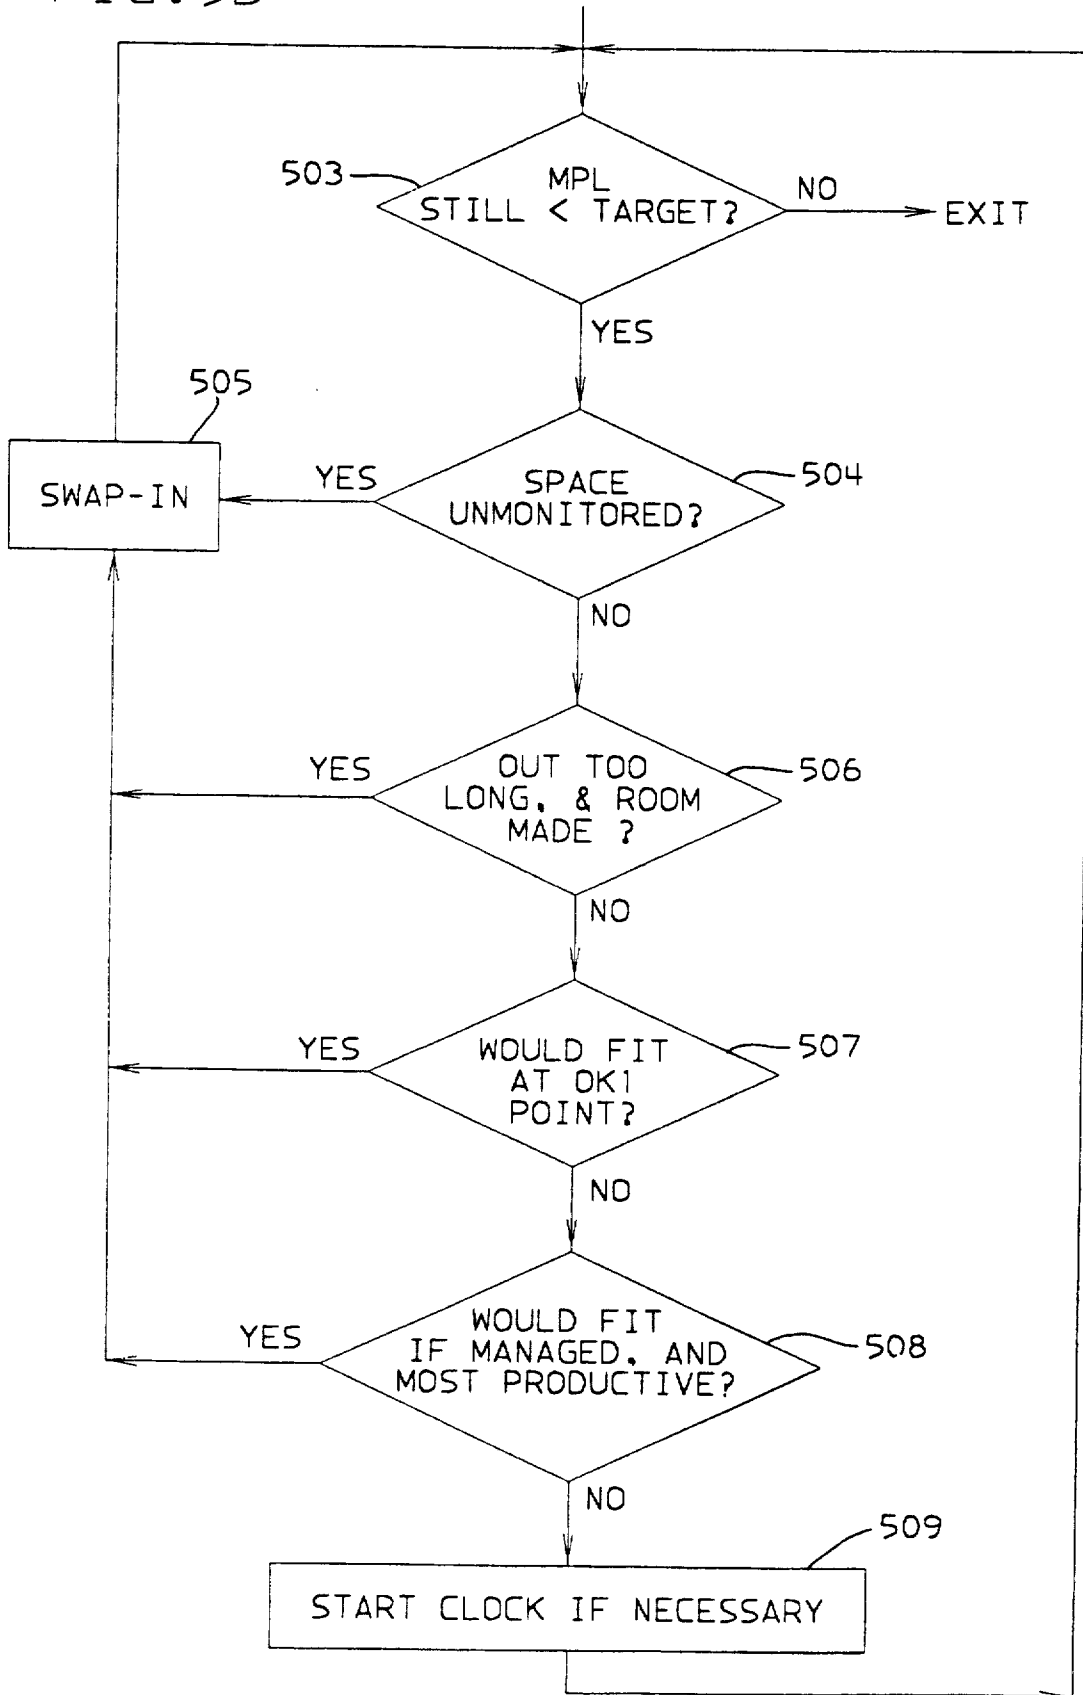 503
MPL
STILL < TARGET?
NO
EXIT
YES
505
SWAP-IN
YES
SPACE
UNMONITORED?
504
NO
YES
OUT TOO
LONG, & ROOM
MADE ?
506
NO
YES
WOULD FIT
AT OK1
POINT?
507
NO
YES
WOULD FIT
IF MANAGED, AND
MOST PRODUCTIVE?
508
NO
509
START CLOCK IF NECESSARY